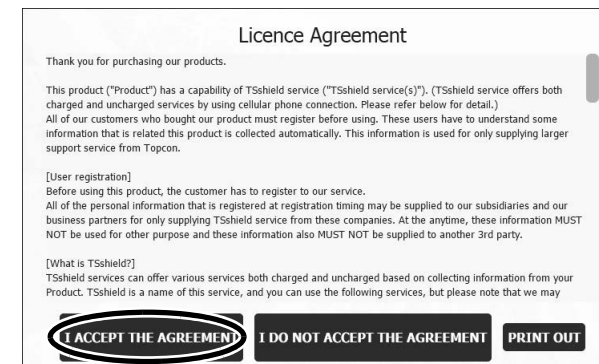 Licence Agreement
Thank you for purchasing our products.
This product ("Product") has a capability of TSshield service ("TSshield service(s)"). (TSshield service offers both
charged and uncharged services by using cellular phone connection. Please refer below for detail.)
All of our customers who bought our product must register before using. These users have to understand some
information that is related this product is collected automatically. This information is used for only supplying larger
support service from Topcon.
[User registration]
Before using this product, the customer has to register to our service.
All of the personal information that is registered at registration timing may be supplied to our subsidiaries and our
business partners for only supplying TSshield service from these companies. At the anytime, these information MUST
NOT be used for other purpose and these information also MUST NOT be supplied to another 3rd party.
[What is TSshield?]
TSshield services can offer various services both charged and uncharged based on collecting information from your
Product. TSshield is a name of this service, and you can use the following services, but please note that we may
I ACCEPT THE AGREEMENT I DO NOT ACCEPT THE AGREEMENT PRINT OUT